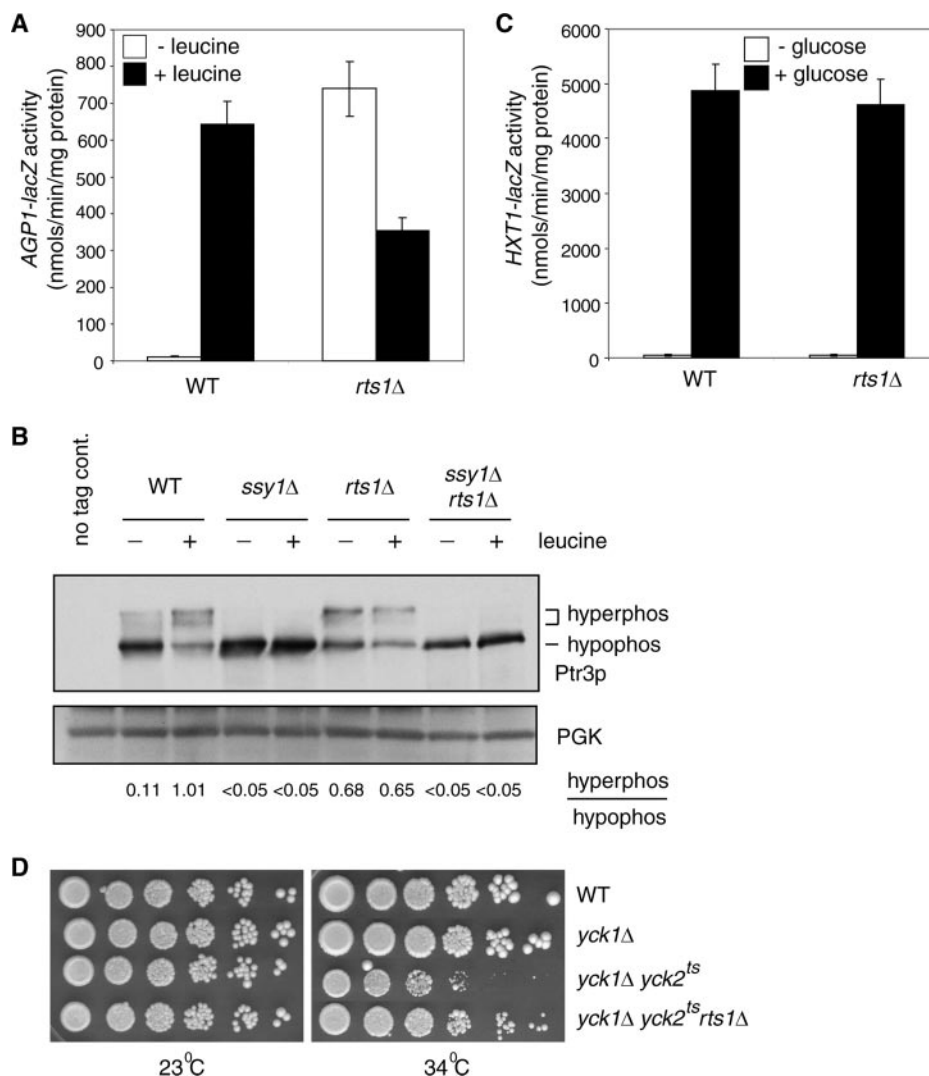 A
AGP1-lacZ activity
(nmols/min/mg protein)
900
800
700
600
500
400
300
200
100
0
- leucine
+ leucine
WT
rts1Δ
C
HXT1-lacZ activity
(nmols/min/mg protein)
6000
5000
4000
3000
2000
1000
0
- glucose
+ glucose
WT
rts1Δ
B
no tag cont.
WT
ssy1Δ
rts1Δ
ssy1Δ
rts1Δ
− + − + − + − + leucine
hyperphos
hypophos
Ptr3p
PGK
0.11 1.01 <0.05 <0.05 0.68 0.65 <0.05 <0.05
hyperphos
hypophos
D
WT
yck1Δ
yck1Δ yck2ts
yck1Δ yck2ts rts1Δ
23⁰C
34⁰C